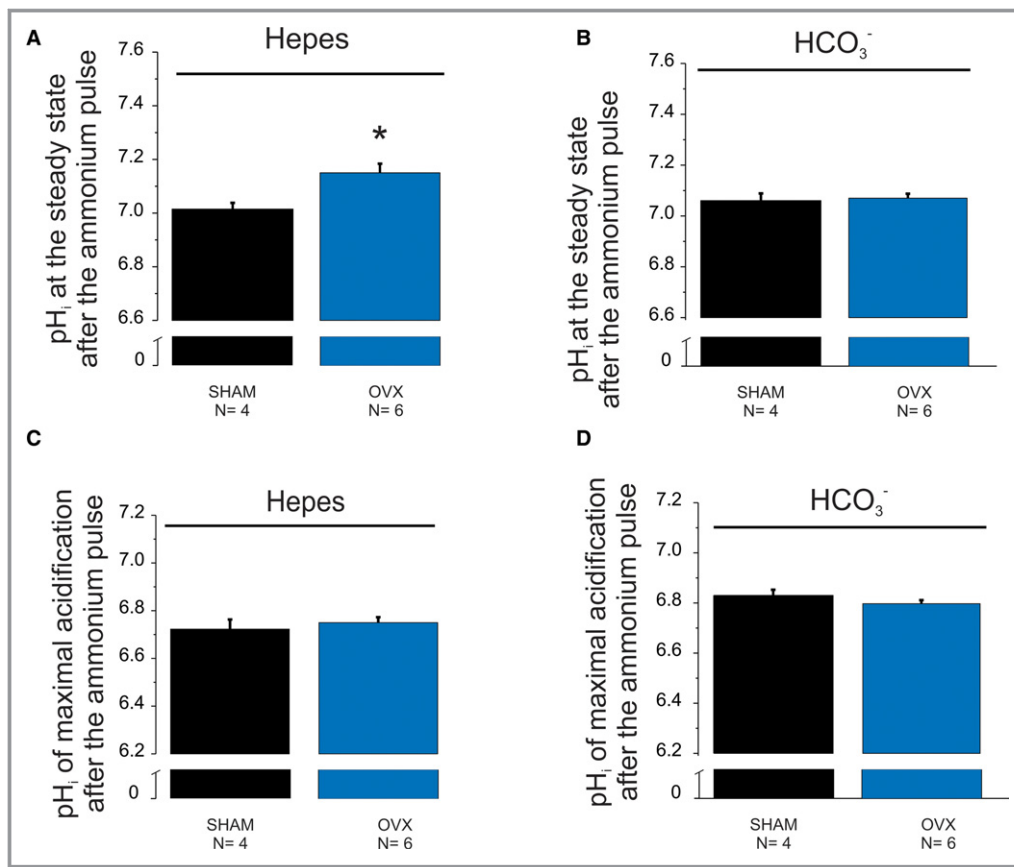 A
Hepes
pHi at the steady state
after the ammonium pulse
7.6
7.4
7.2
7.0
6.8
6.6
0
*
SHAM
N= 4
OVX
N= 6
B
HCO3-
pHi at the steady state
after the ammonium pulse
7.6
7.4
7.2
7.0
6.8
6.6
0
SHAM
N= 4
OVX
N= 6
C
Hepes
pHi of maximal acidification
after the ammonium pulse
7.2
7.0
6.8
6.6
6.4
6.2
0
SHAM
N= 4
OVX
N= 6
D
HCO3-
pHi of maximal acidification
after the ammonium pulse
7.2
7.0
6.8
6.6
6.4
6.2
0
SHAM
N= 4
OVX
N= 6